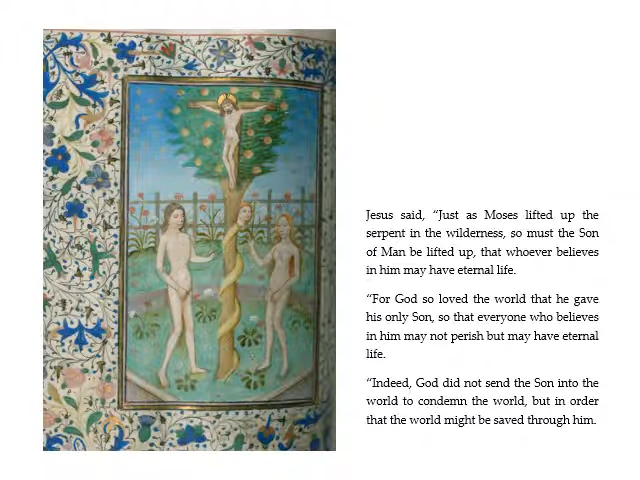 Jesus said, “Just as Moses lifted up the
serpent in the wilderness, so must the Son
of Man be lifted up, that whoever believes
in him may have eternal life.
“For God so loved the world that he gave
his only Son, so that everyone who believes
in him may not perish but may have eternal
life.
“Indeed, God did not send the Son into the
world to condemn the world, but in order
that the world might be saved through him.